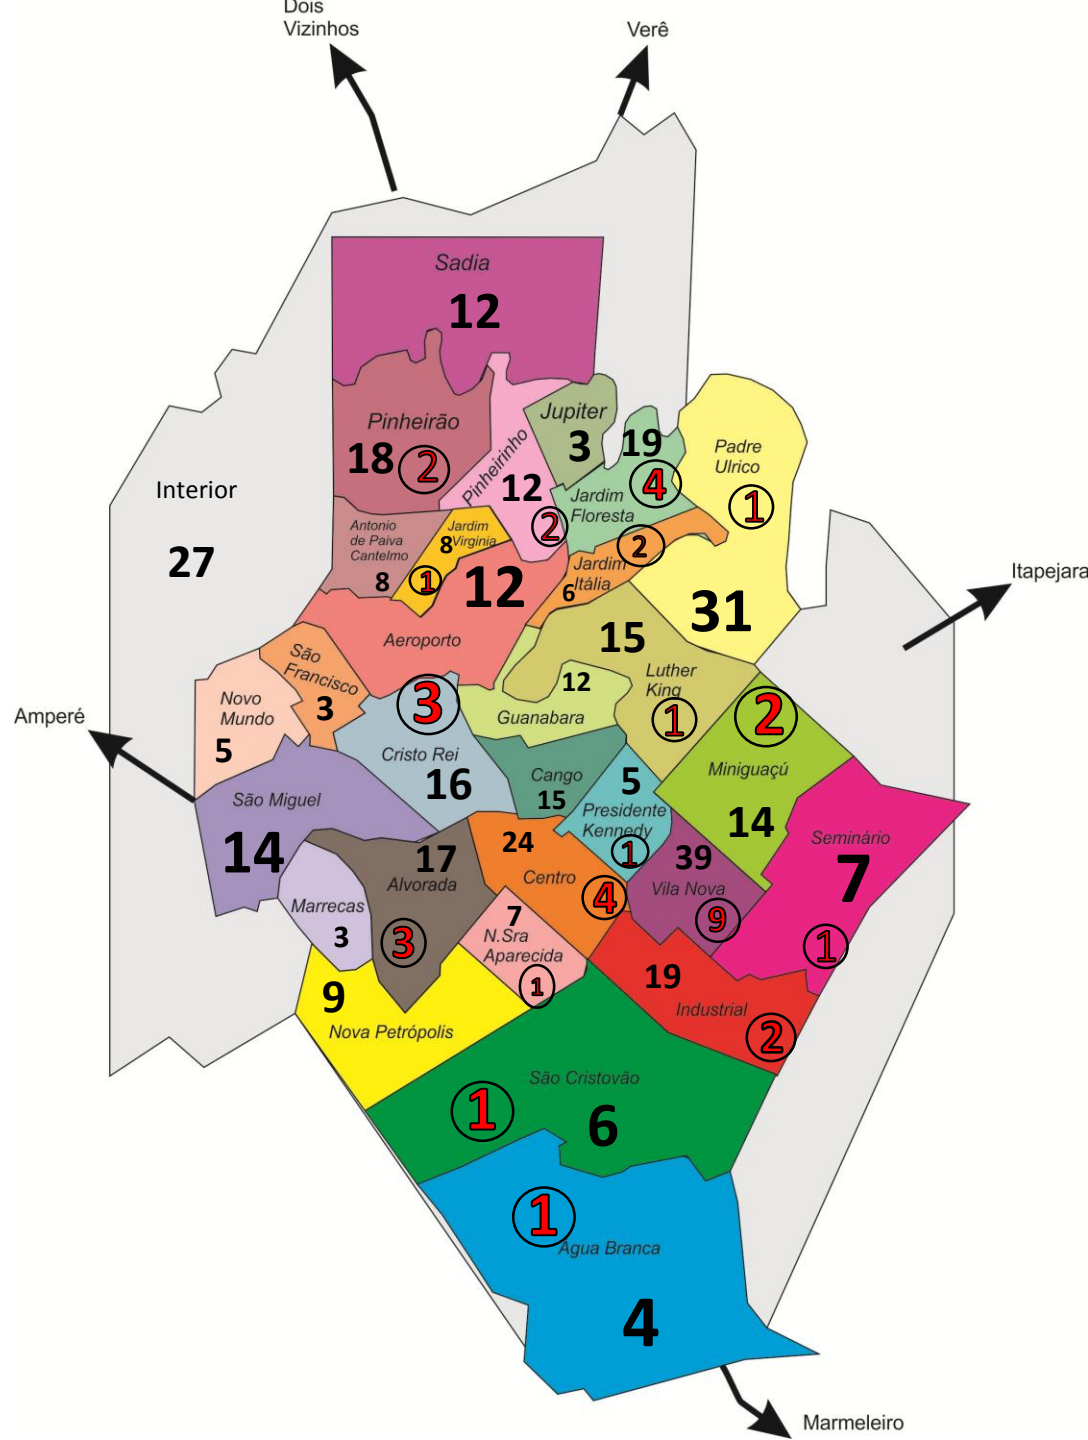 Dois
Vizinhos
Verê
Sadia
12
Pinheirão
18
2
Pinheirinho
12
2
Jupiter
3
19
4
Jardim
Floresta
Padre
Ulrico
1
31
Interior
27
Antonio
de Paiva
Cantelmo
8
Jardim
Virginia
8
1
12
Aeroporto
2
Jardim
Itália
6
Itapejara
15
Luther
King
1
12
Guanabara
São
Francisco
3
Novo
Mundo
5
Amperé
3
Cristo Rei
16
2
Miniguaçú
14
Cango
15
5
Presidente
Kennedy
1
São Miguel
14
Seminário
7
1
17
Alvorada
3
24
Centro
4
39
Vila Nova
9
Marrecas
3
7
N.Sra
Aparecida
1
19
Industrial
2
9
Nova Petrópolis
São Cristovão
1
6
1
Agua Branca
4
Marmeleiro